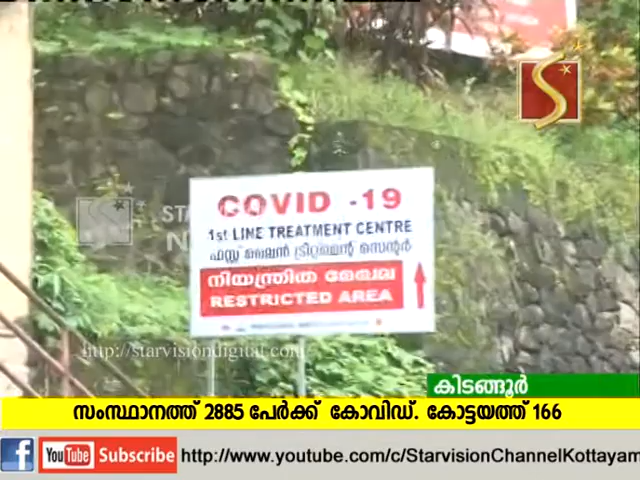 COVID -19
1st LINE TREATMENT CENTRE
ഫസ്റ്റ് ലൈൻ ട്രീറ്റ്മെന്റ് സെന്റർ
നിയന്ത്രിത മേഖല
RESTRICTED AREA
http://starvisiondigital.com
കിടങ്ങൂർ
സംസ്ഥാനത്ത് 2885 പേർക്ക് കോവിഡ്. കോട്ടയത്ത് 166
f You Tube Subscribe http://www.youtube.com/c/StarvisionChannelKottayam